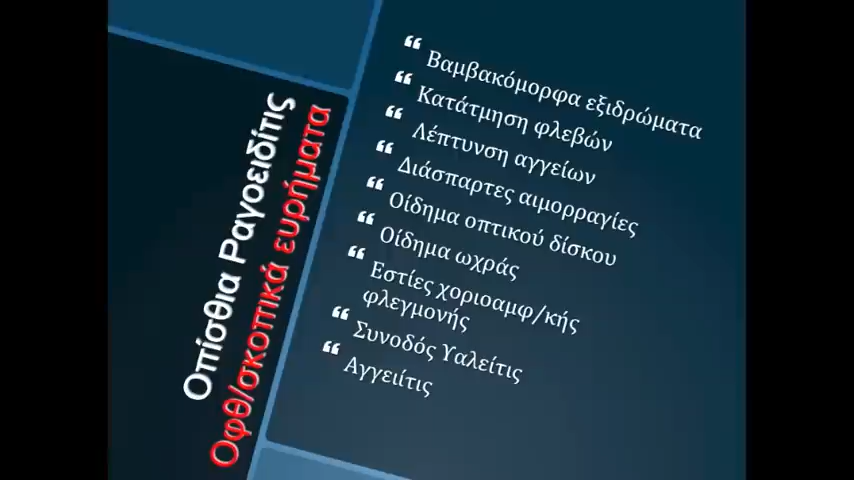 Οπίσθια Ραγοειδίτις
Οφθ/σκοπικά ευρήματα
Βαμβακόμορφα εξιδρώματα
Κατάτμηση φλεβών
Λέπτυνση αγγείων
Διάσπαρτες αιμορραγίες
Οίδημα οπτικού δίσκου
Οίδημα ωχράς
Εστίες χοριοαμφ/κής
φλεγμονής
Συνοδός Υαλείτις
Αγγειίτις